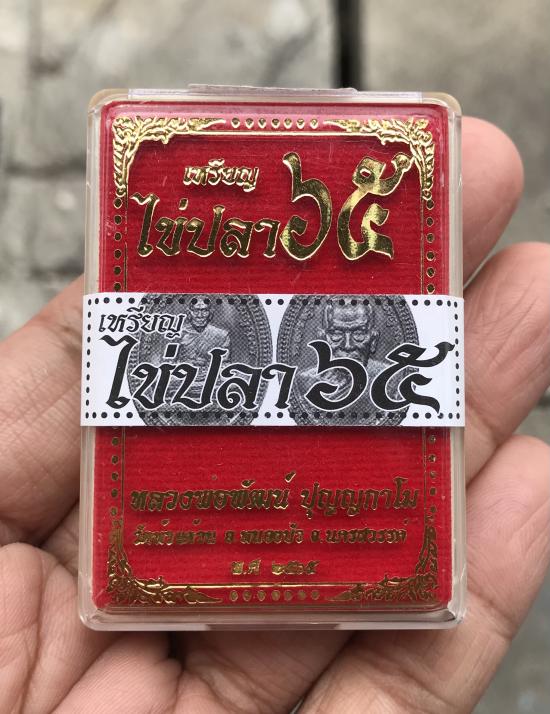 เหรียญ
ไข่ปลา ๖๕
เหรียญ
ไข่ปลา ๖๕
หลวงพ่อพัฒน์ ปุญญกาโม
วัดห้วยด้วน อ.หนองบัว จ.นครสวรรค์
พ.ศ ๒๕๖๕